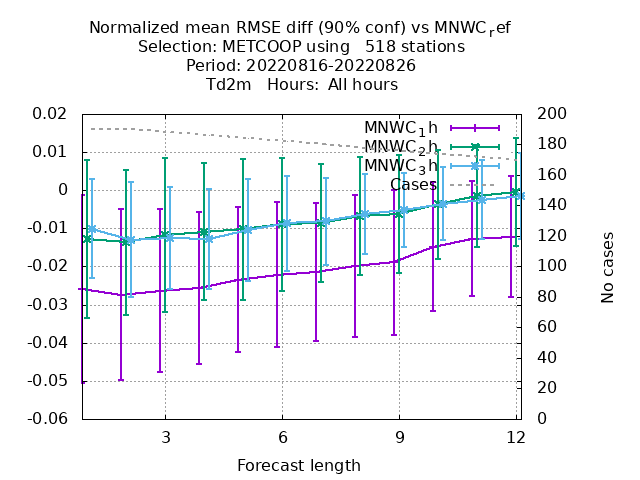 Normalized mean RMSE diff (90% conf) vs MNWC_ref
Selection: METCOOP using   518 stations
Period: 20220816-20220826
Td2m   Hours:  All hours
0.02
0.01
0
-0.01
-0.02
-0.03
-0.04
-0.05
-0.06
MNWC_1h
MNWC_2h
MNWC_3h
Cases
200
180
160
140
120
100
80
60
40
20
0
No cases
3
6
9
12
Forecast length